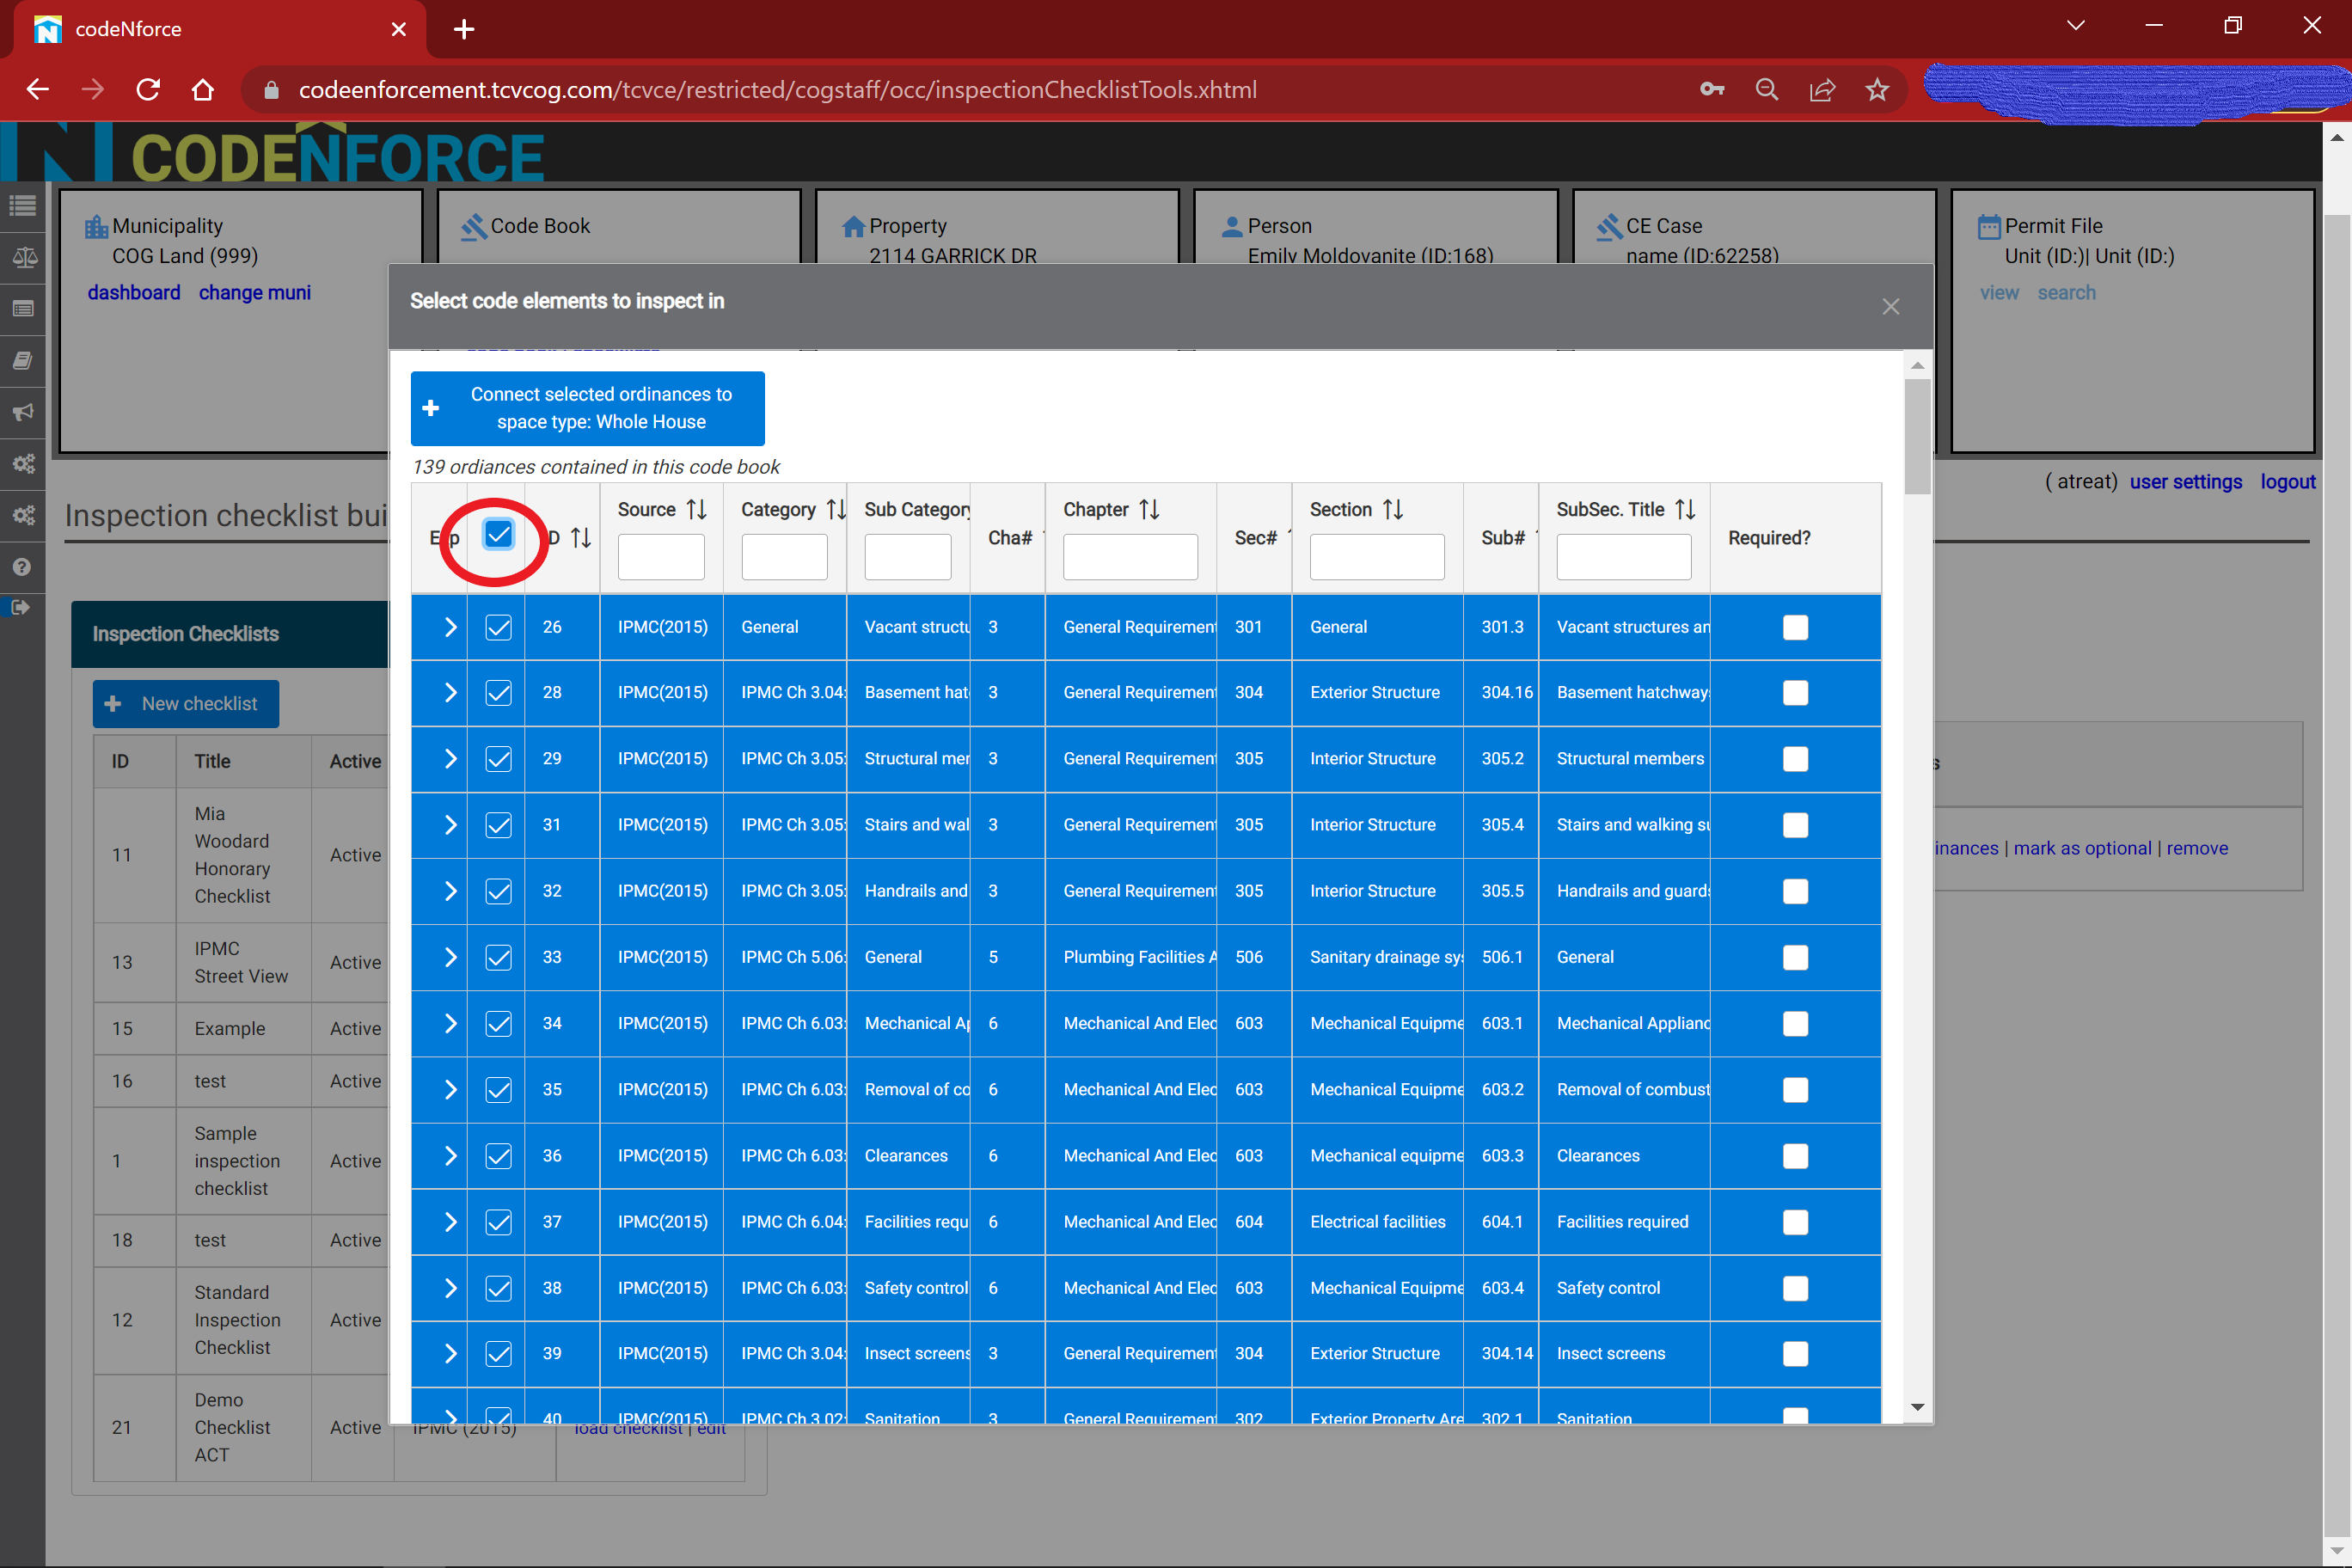 codeNforce
codeenforcement.tcvcog.com/tcvce/restricted/cogstaff/occ/inspectionChecklistTools.xhtml
CODENFORCE
Municipality
COG Land (999)
dashboard change muni
Code Book
Property
2114 GARRICK DR
Person
Emily Moldovanite (ID:168)
CE Case
name (ID:62258)
Permit File
Unit (ID:)| Unit (ID:)
view search
( atreat) user settings logout
Inspection checklist bui
Inspection Checklists
New checklist
ID Title Active
11 Mia Woodard Honorary Checklist Active
13 IPMC Street View Active
15 Example Active
16 test Active
1 Sample inspection checklist Active
18 test Active
12 Standard Inspection Checklist Active
21 Demo Checklist ACT Active IPMC (2015) load checklist | edit
s
inances | mark as optional | remove
Select code elements to inspect in
Connect selected ordinances to
space type: Whole House
139 ordiances contained in this code book
Source Category Sub Category Cha# Chapter Sec# Section Sub# SubSec. Title Required?
26 IPMC(2015) General Vacant structu 3 General Requirement 301 General 301.3 Vacant structures an
28 IPMC(2015) IPMC Ch 3.04: Basement hat 3 General Requirement 304 Exterior Structure 304.16 Basement hatchways
29 IPMC(2015) IPMC Ch 3.05: Structural mem 3 General Requirement 305 Interior Structure 305.2 Structural members
31 IPMC(2015) IPMC Ch 3.05: Stairs and wal 3 General Requirement 305 Interior Structure 305.4 Stairs and walking su
32 IPMC(2015) IPMC Ch 3.05: Handrails and 3 General Requirement 305 Interior Structure 305.5 Handrails and guards
33 IPMC(2015) IPMC Ch 5.06: General 5 Plumbing Facilities A 506 Sanitary drainage sys 506.1 General
34 IPMC(2015) IPMC Ch 6.03: Mechanical Ap 6 Mechanical And Elec 603 Mechanical Equipme 603.1 Mechanical Applianc
35 IPMC(2015) IPMC Ch 6.03: Removal of co 6 Mechanical And Elec 603 Mechanical Equipme 603.2 Removal of combust
36 IPMC(2015) IPMC Ch 6.03: Clearances 6 Mechanical And Elec 603 Mechanical equipme 603.3 Clearances
37 IPMC(2015) IPMC Ch 6.04: Facilities requ 6 Mechanical And Elec 604 Electrical facilities 604.1 Facilities required
38 IPMC(2015) IPMC Ch 6.03: Safety control 6 Mechanical And Elec 603 Mechanical Equipme 603.4 Safety control
39 IPMC(2015) IPMC Ch 3.04: Insect screens 3 General Requirement 304 Exterior Structure 304.14 Insect screens
40 IPMC(2015) IPMC Ch 3.02: Sanitation 3 General Requirement 302 Exterior Property Are 302.1 Sanitation